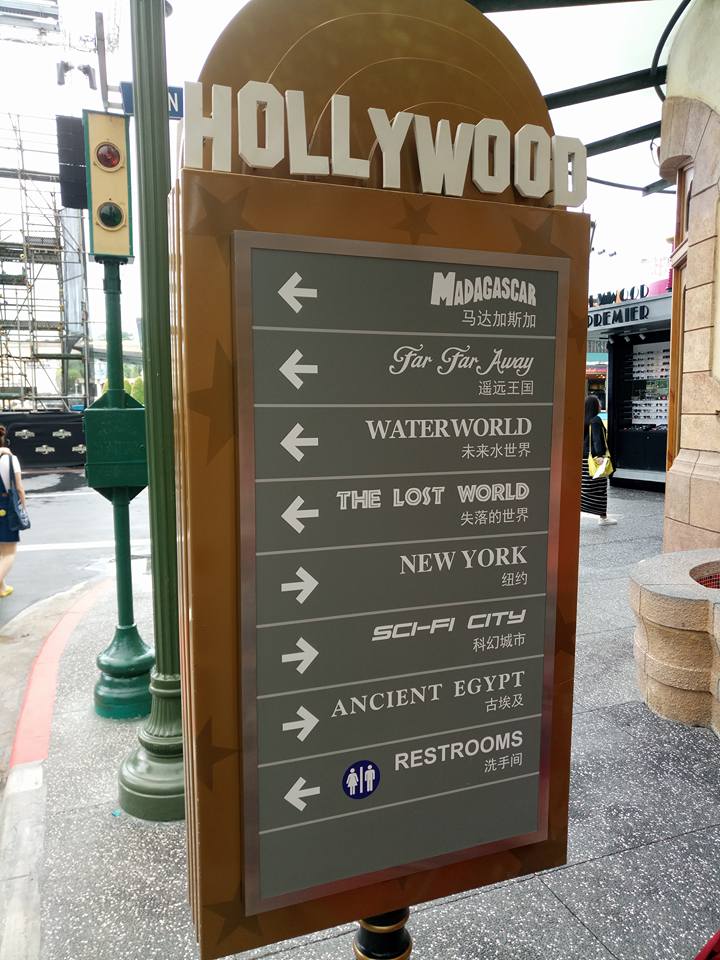 HOLLYWOOD
MADAGASCAR
马达加斯加
Far Far Away
遥远王国
WATERWORLD
未来水世界
THE LOST WORLD
失落的世界
NEW YORK
纽约
SCI-FI CITY
科幻城市
ANCIENT EGYPT
古埃及
RESTROOMS
洗手间
PREMIER